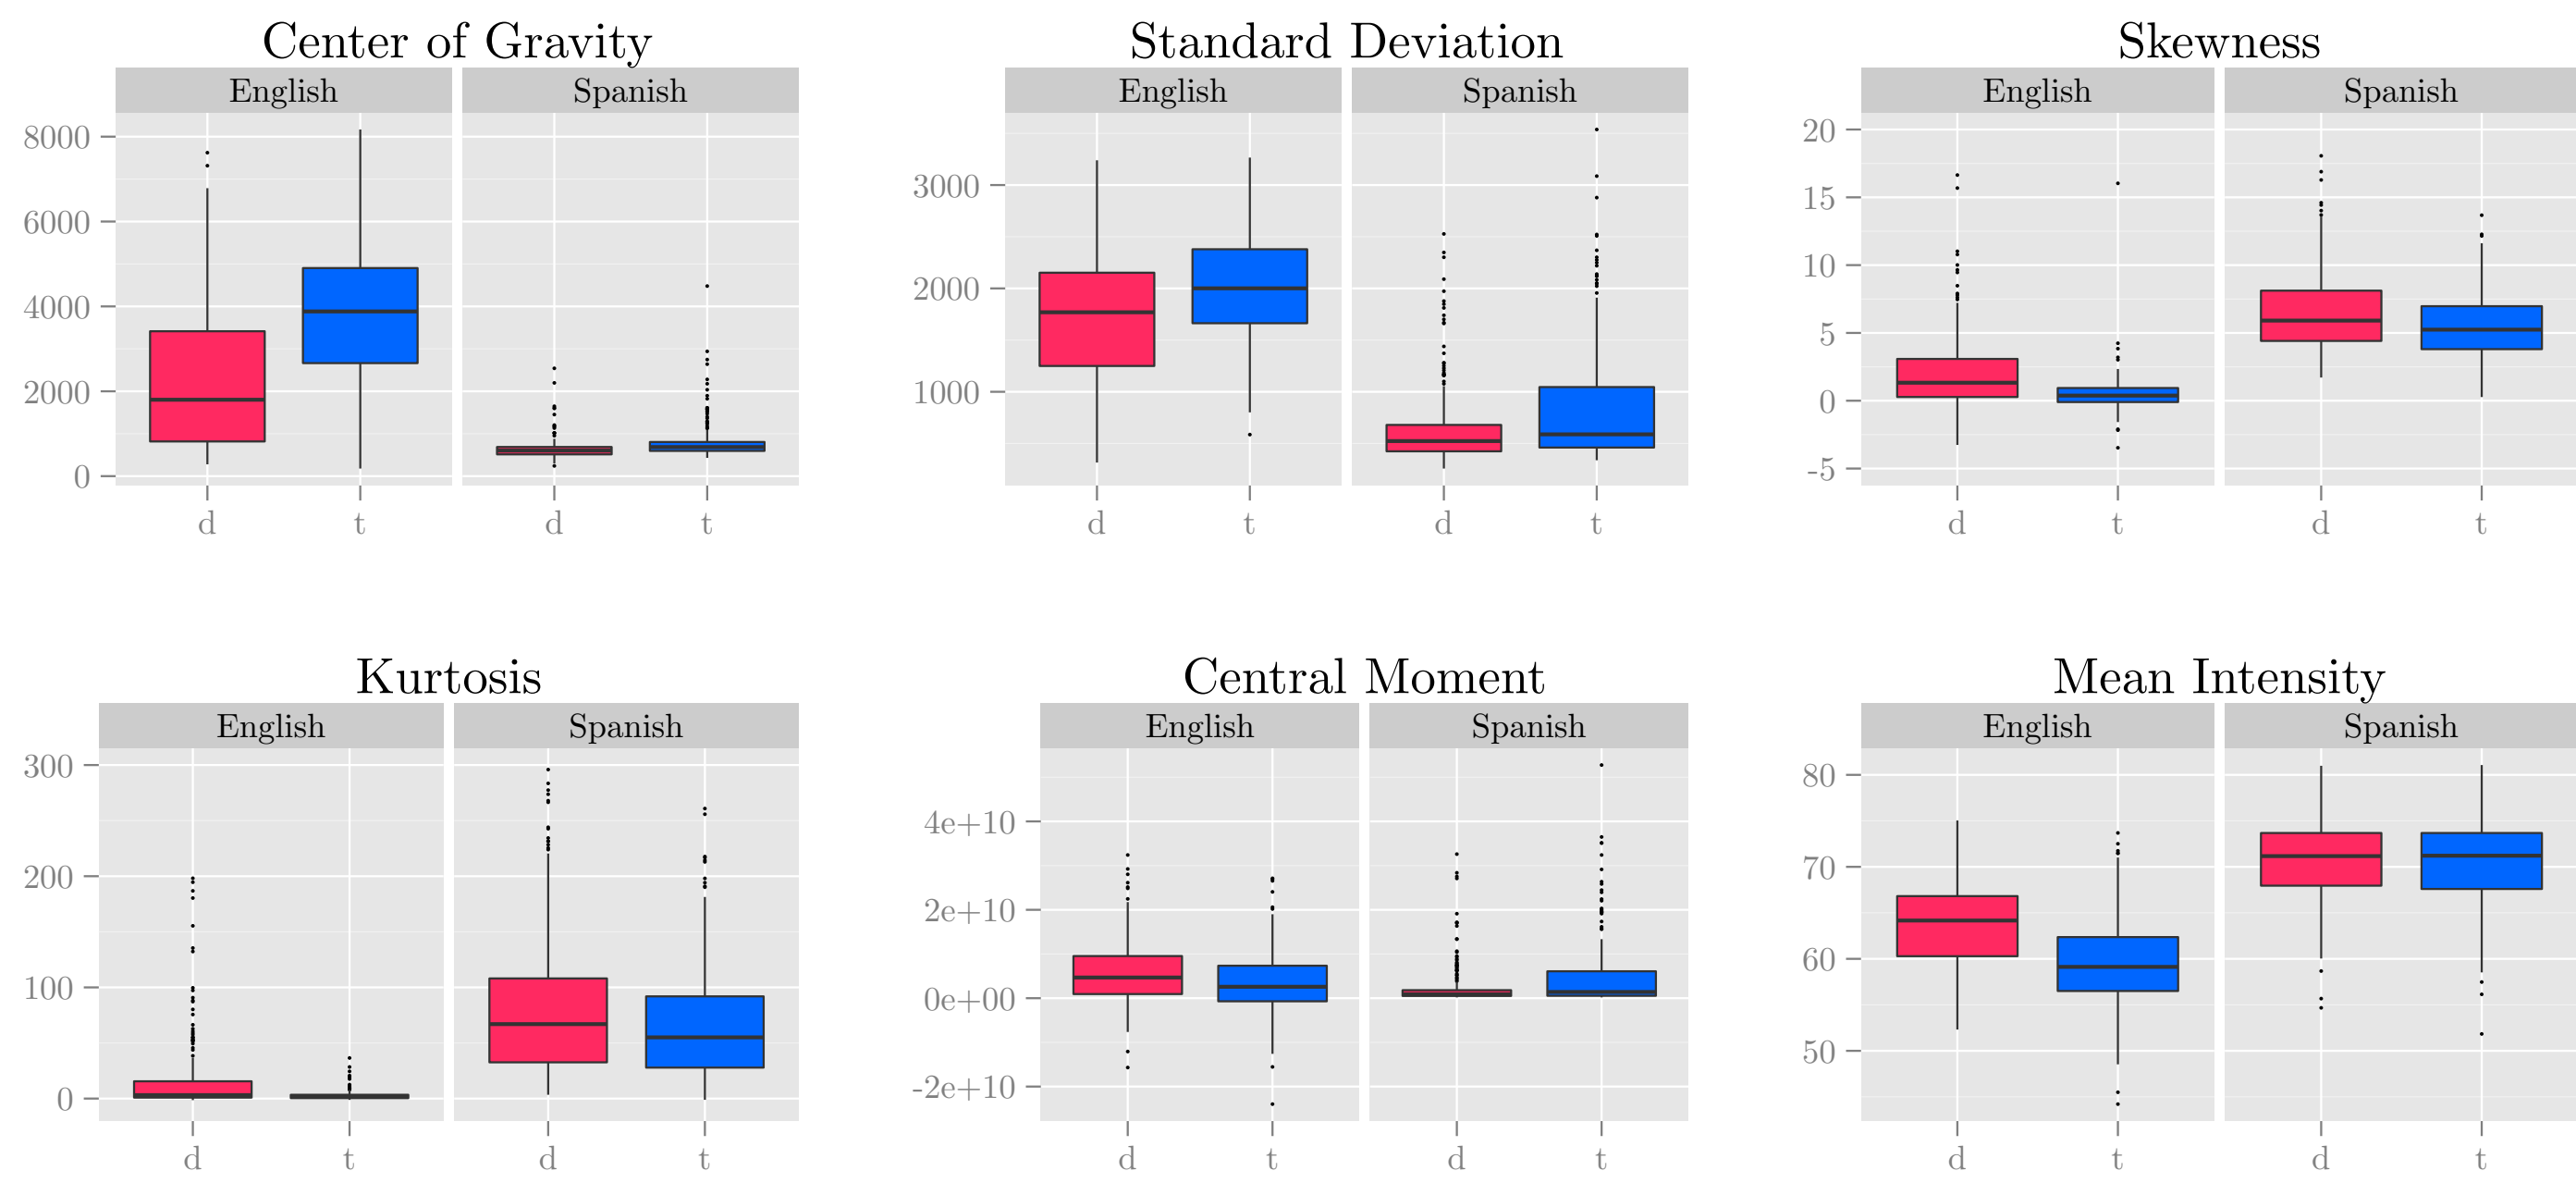 Center of Gravity
English Spanish
8000
6000
4000
2000
0
d t d t
Standard Deviation
English Spanish
3000
2000
1000
d t d t
Skewness
English Spanish
20
15
10
5
0
-5
d t d t
Kurtosis
English Spanish
300
200
100
0
d t d t
Central Moment
English Spanish
4e+10
2e+10
0e+00
-2e+10
d t d t
Mean Intensity
English Spanish
80
70
60
50
d t d t